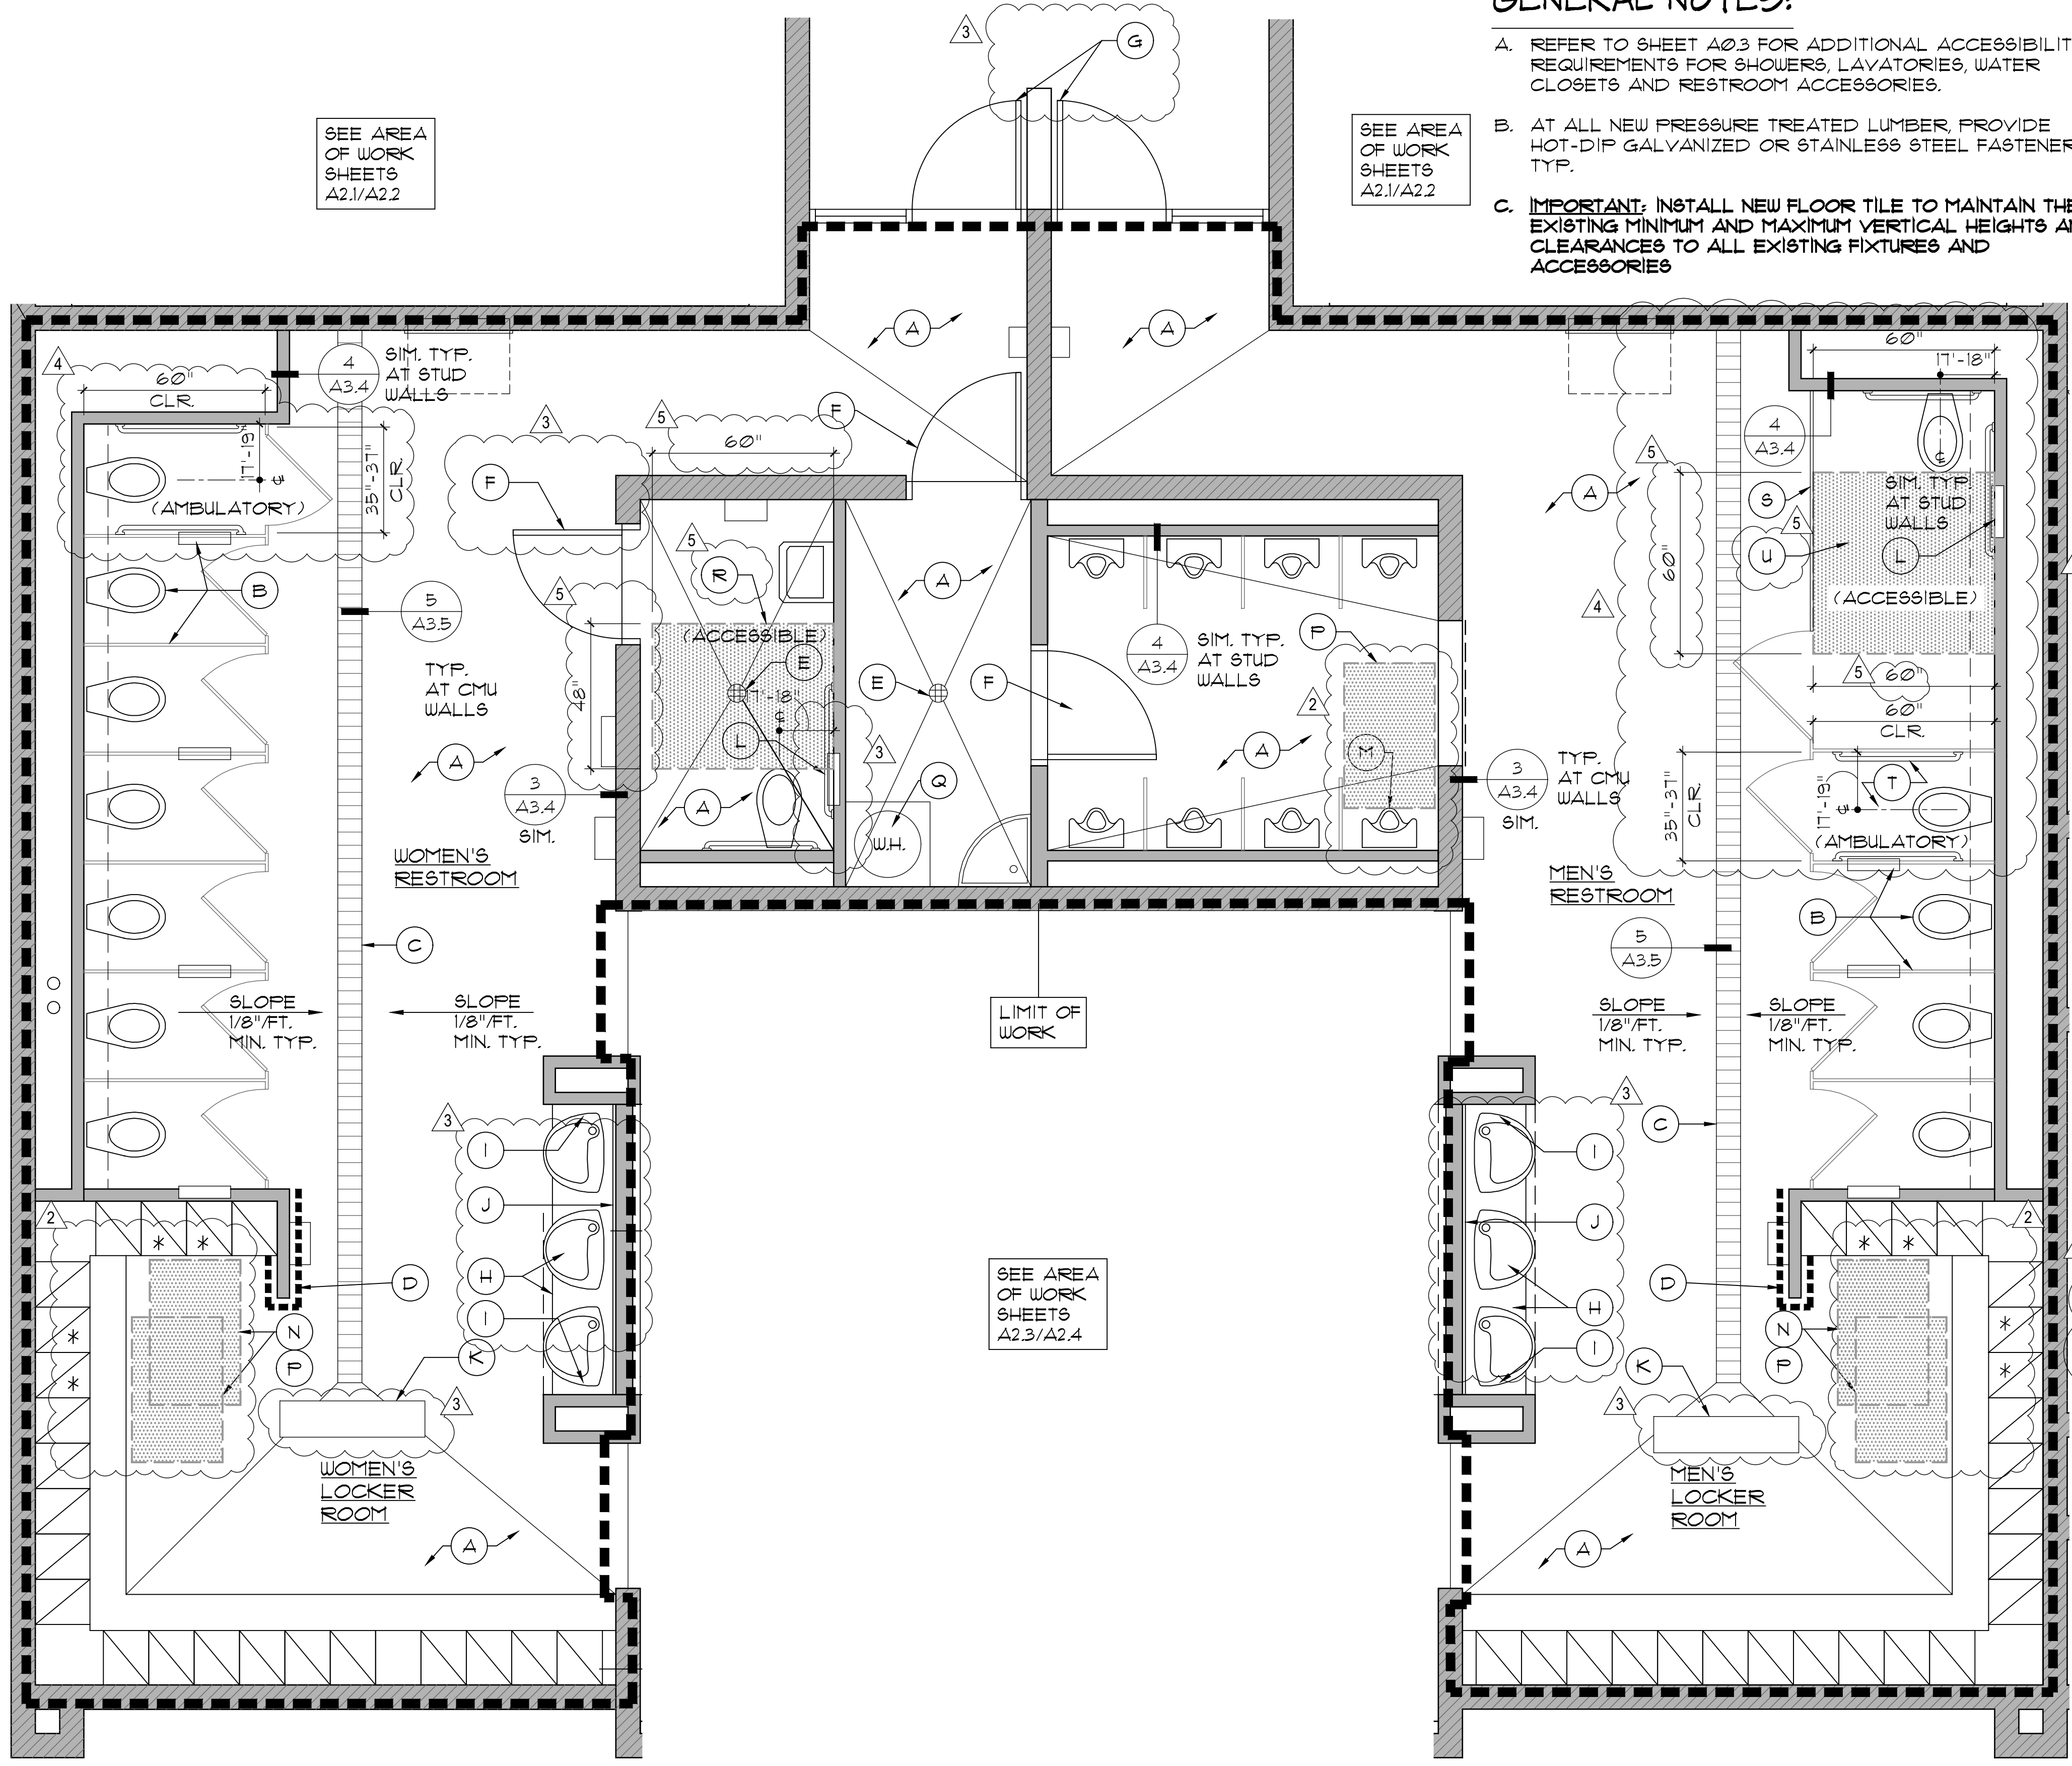 GENERAL NOTES:
A. REFER TO SHEET A0.3 FOR ADDITIONAL
REQUIREMENTS FOR SHOWERS, LAVATORIES, WATER
CLOSETS AND RESTROOM ACCESSORIES.
B. AT ALL NEW PRESSURE TREATED LUMBER, PROVIDE
HOT-DIP GALVANIZED OR STAINLESS STEEL
TYP.
C. IMPORTANT: INSTALL NEW FLOOR TILE TO MAINTAIN THE
EXISTING MINIMUM AND MAXIMUM VERTICAL HEIGHTS
CLEARANCES TO ALL EXISTING FIXTURES AND
ACCESSORIES
3
G
SEE AREA
OF WORK
SHEETS
A2.1/A2.2
SEE AREA
OF WORK
SHEETS
A2.1/A2.2
A
A
4
60"
CLR.
4
A3.4
SIM. TYP.
AT STUD
WALLS
17'-19"
℄
35"-37"
CLR.
(AMBULATORY)
B
3
F
5
60"
F
5
A3.5
TYP.
AT CMU
WALLS
A
5
48"
5
R
(ACCESSIBLE)
E
17'-18"
℄
L
3
A
3
A3.4
SIM.
A
E
F
Q
W.H.
4
A3.4
SIM. TYP.
AT STUD
WALLS
P
2
M
A
3
A3.4
TYP.
AT CMU
WALLS
SIM.
60"
17'-18"
4
A3.4
℄
SIM. TYP.
AT STUD
WALLS
A
5
S
5
U
L
60"
(ACCESSIBLE)
4
5
60"
60"
CLR.
35"-37"
CLR.
17'-19"
℄
T
(AMBULATORY)
WOMEN'S
RESTROOM
MEN'S
RESTROOM
B
C
5
A3.5
SLOPE
1/8"/FT.
MIN. TYP.
SLOPE
1/8"/FT.
MIN. TYP.
LIMIT OF
WORK
SLOPE
1/8"/FT.
MIN. TYP.
SLOPE
1/8"/FT.
MIN. TYP.
3
I
J
H
I
K
3
C
I
J
H
I
K
2
* *
*
*
D
N
P
3
SEE AREA
OF WORK
SHEETS
A2.3/A2.4
D
N
P
3
2
* *
*
*
WOMEN'S
LOCKER
ROOM
A
MEN'S
LOCKER
ROOM
A